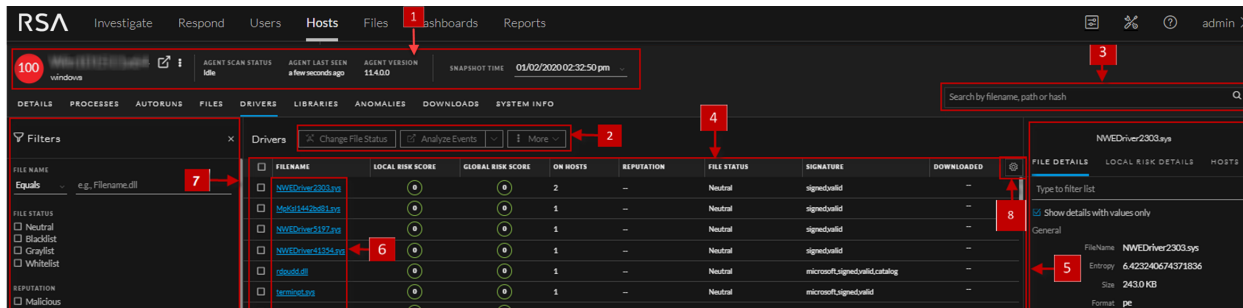 RSA Investigate Respond Users Hosts Files ashboards Reports admin
1
100
windows
AGENT SCAN STATUS
Idle
AGENT LAST SEEN
a few seconds ago
AGENT VERSION
11.4.0.0
SNAPSHOT TIME 01/02/2020 02:32:50 pm
3
Search by filename, path or hash
DETAILS PROCESSES AUTORUNS FILES DRIVERS LIBRARIES ANOMALIES DOWNLOADS SYSTEM INFO
Filters ×
FILE NAME
Equals e.g., Filename.dll
FILE STATUS
Neutral
Blacklist
Graylist
Whitelist
REPUTATION
Malicious
7
Drivers Change File Status Analyze Events More
2
4
FILENAME LOCAL RISK SCORE GLOBAL RISK SCORE ON HOSTS REPUTATION FILE STATUS SIGNATURE DOWNLOADED
NWEDriver2303.sys 0 0 2 -- Neutral signed,valid --
MpKsl1442bd81.sys 0 0 1 -- Neutral signed,valid --
NWEDriver5197.sys 0 0 1 -- Neutral signed,valid --
NWEDriver41354.sys 0 0 1 -- Neutral signed,valid --
rdpudd.dll 0 0 1 -- Neutral microsoft,signed,valid,catalog --
terminpt.sys 0 0 1 -- Neutral microsoft,signed,valid --
6
8
5
NWEDriver2303.sys
FILE DETAILS LOCAL RISK DETAILS HOSTS
Type to filter list
Show details with values only
General
FileName NWEDriver2303.sys
Entropy 6.423240674371836
Size 243.0 KB
Format pe